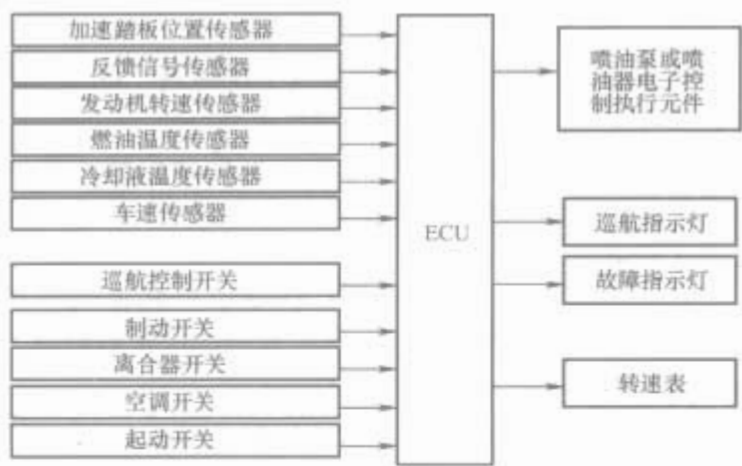 加速踏板位置传感器
反馈信号传感器
发动机转速传感器
燃油温度传感器
冷却液温度传感器
车速传感器
巡航控制开关
制动开关
离合器开关
空调开关
起动开关
ECU
喷油泵或喷
油器电子控
制执行元件
巡航指示灯
故障指示灯
转速表